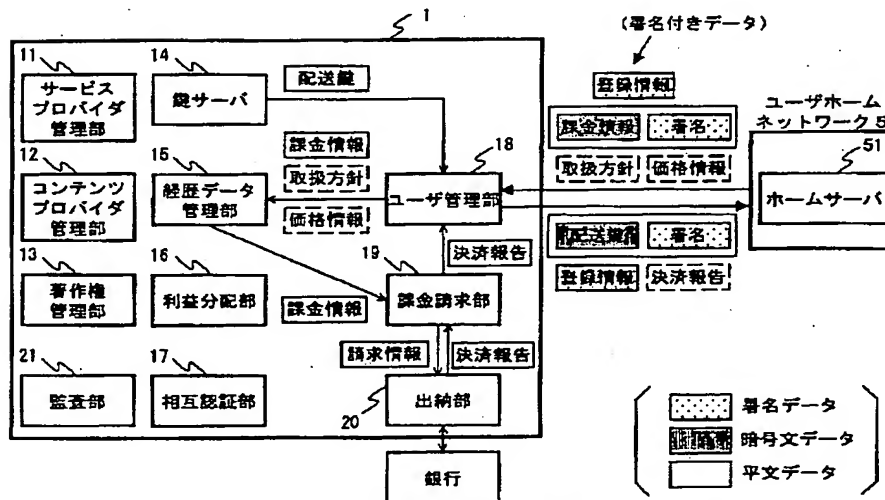 1
(署名付きデータ)
11
サービス
プロバイダ
管理部
14
鍵サーバ
配送鍵
登録情報
課金情報
署名
取扱方針
価格情報
ユーザホーム
ネットワーク5
51
ホームサーバ
12
コンテンツ
プロバイダ
管理部
15
経歴データ
管理部
課金情報
取扱方針
価格情報
18
ユーザ管理部
配送鍵
署名
登録情報
決済報告
13
著作権
管理部
16
利益分配部
課金情報
19
課金請求部
決済報告
請求情報
決済報告
21
監査部
17
相互認証部
20
出納部
銀行
署名データ
暗号文データ
平文データ